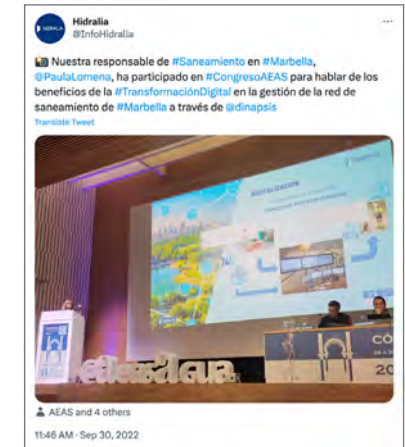 Hidralia
@InfoHidralia
Nuestra responsable de #Saneamiento en #Marbella,
@PaulaLomena, ha participado en #CongresoAEAS para hablar de los
beneficios de la #TransformaciónDigital en la gestión de la red de
saneamiento de #Marbella a través de @dinapsis
Translate Tweet
DIGITALIZACIÓN
CÓ
20
AEAS and 4 others
11:46 AM · Sep 30, 2022